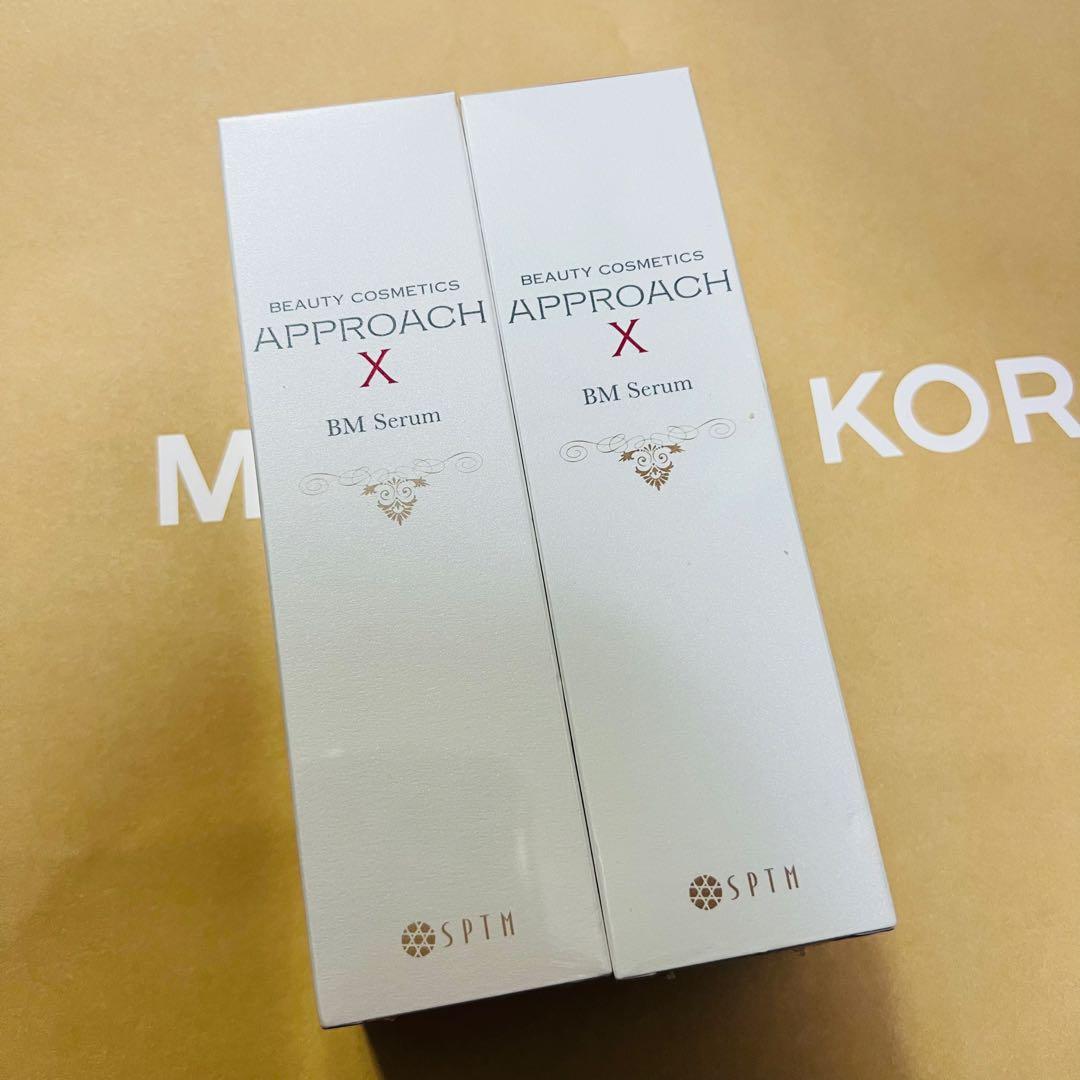 BEAUTY COSMETICS
APPROACH
X
BM Serum
SPTM
BEAUTY COSMETICS
APPROACH
X
BM Serum
SPTM
M
KOR